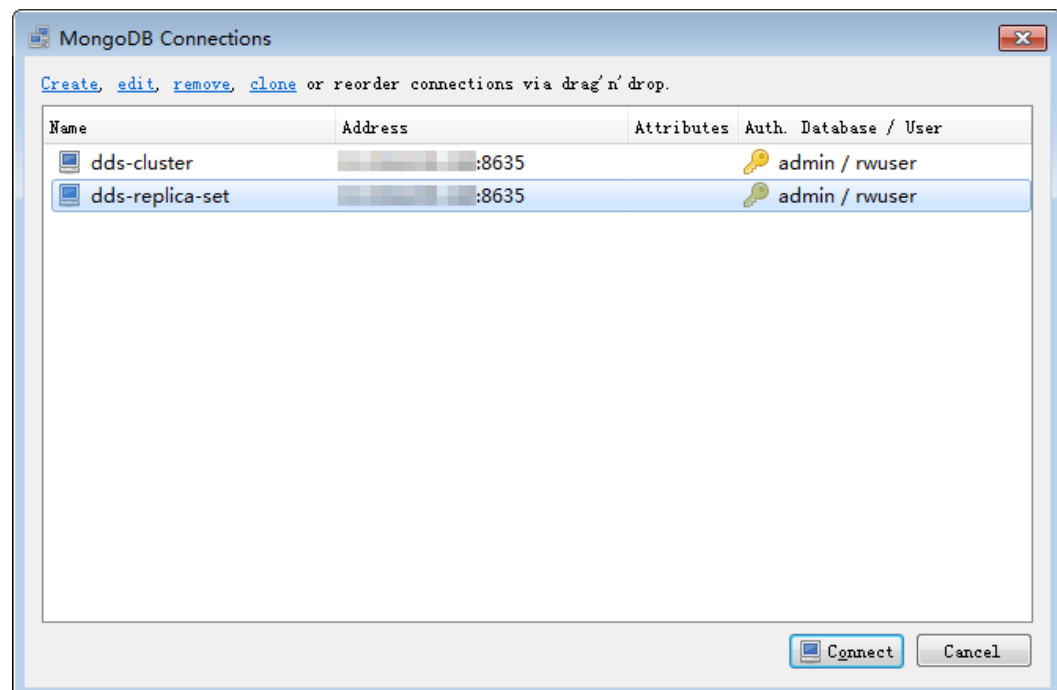 MongoDB Connections
Create, edit, remove, clone or reorder connections via drag'n'drop.
Name Address Attributes Auth. Database / User
dds-cluster :8635 admin / rwuser
dds-replica-set :8635 admin / rwuser
Connect Cancel